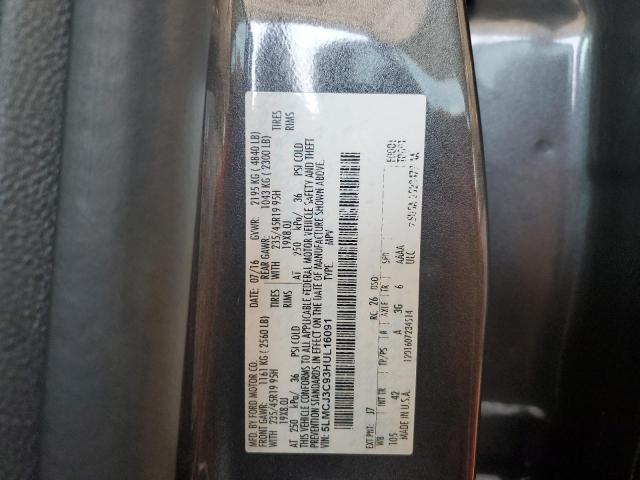 MFD. BY FORD MOTOR CO.
DATE: 07/16 GVWR: 2195 KG ( 4840 LB)
FRONT GAWR: 1161 KG ( 2560 LB) REAR GAWR: 1043 KG ( 2300 LB)
WITH 235/45R19 95H TIRES WITH 235/45R19 95H TIRES
19X8.0J RIMS 19X8.0J RIMS
AT 250 kPa/ 36 PSI COLD AT 250 kPa/ 36 PSI COLD
THIS VEHICLE CONFORMS TO ALL APPLICABLE FEDERAL MOTOR VEHICLE SAFETY AND THEFT
PREVENTION STANDARDS IN EFFECT ON THE DATE OF MANUFACTURE SHOWN ABOVE.
VIN: 5LMCJ3C93HUL16091 TYPE: MPV
EXT PNT: J7 RC: 26 DSO:
WB INT TR TP/PS R AXLE TR SPR
105 42 A 3G 6 AAAA
MADE IN U.S.A. ULC
1201607234514